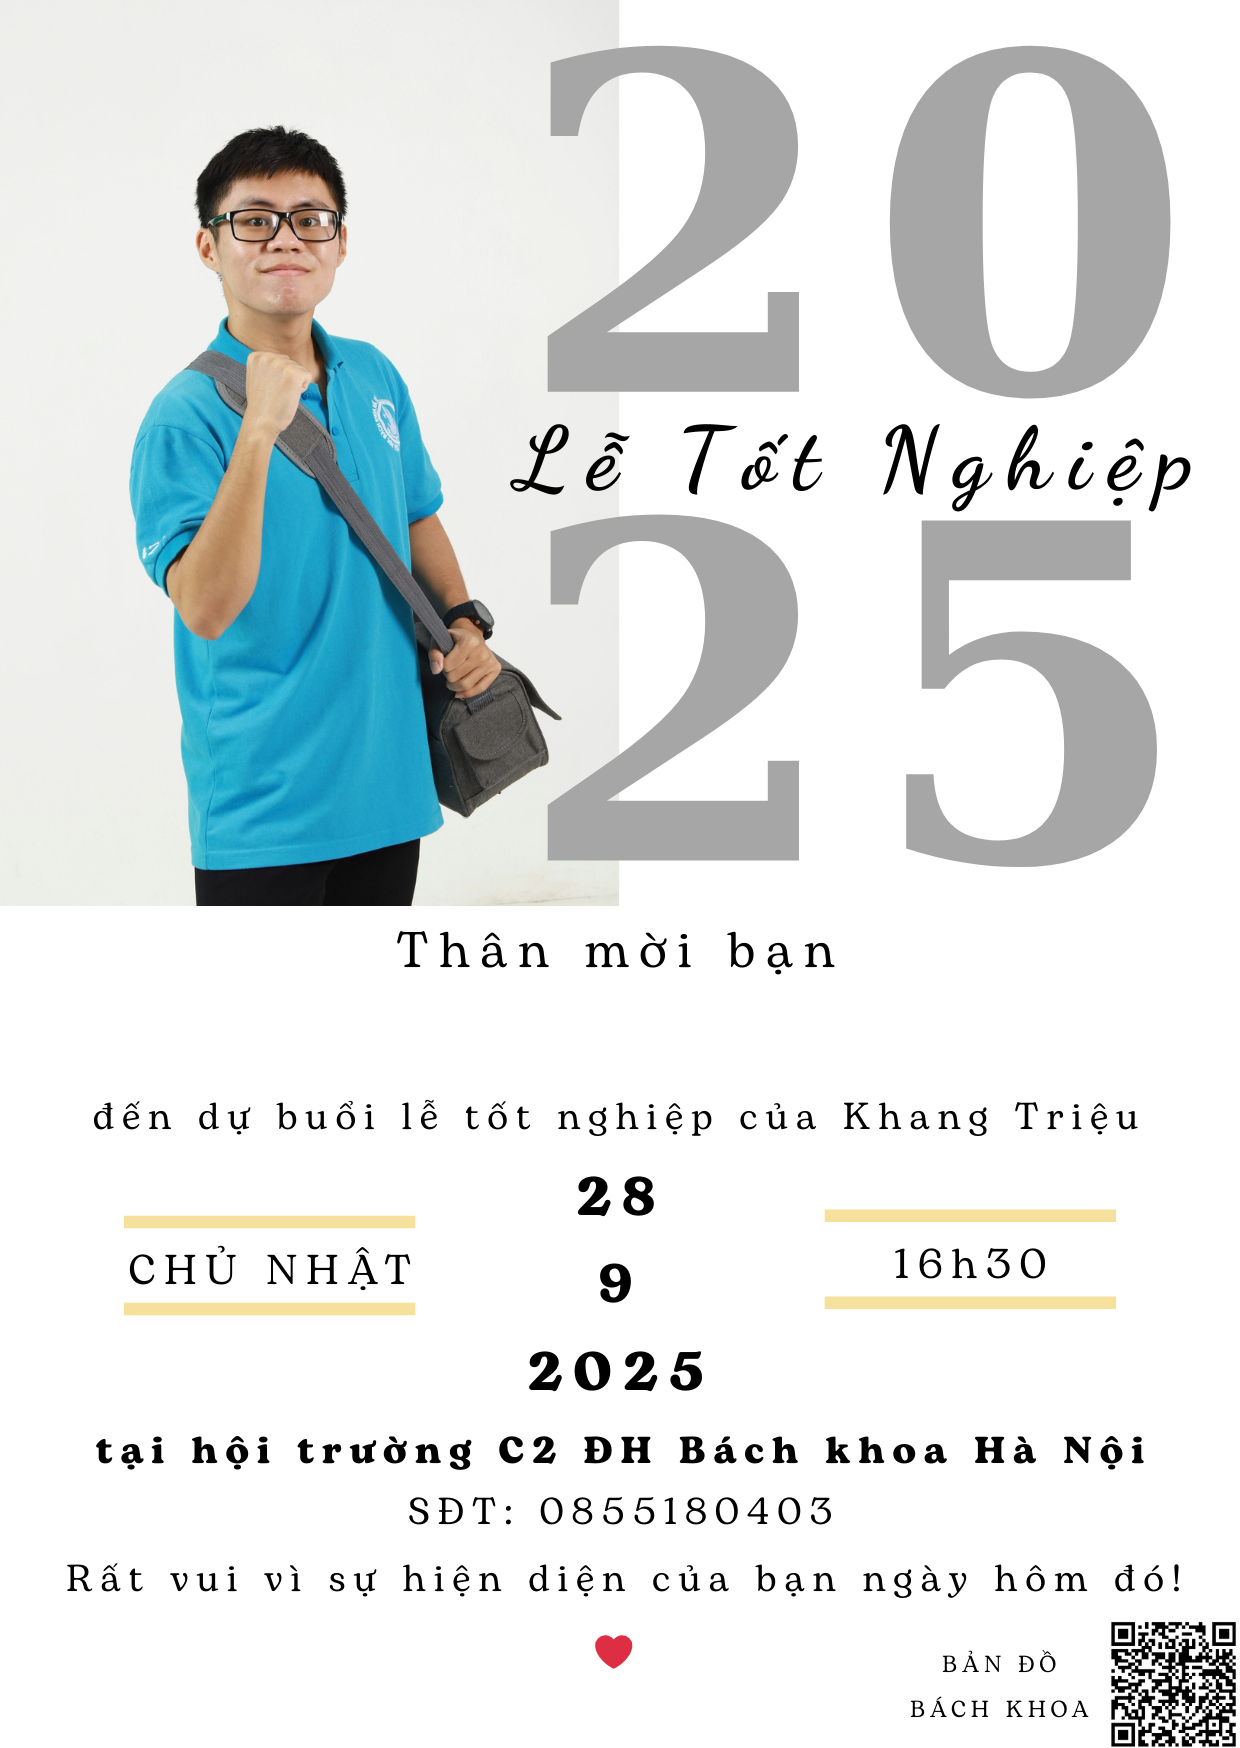 20
Lễ Tốt Nghiệp
25
Thân mời bạn
đến dự buổi lễ tốt nghiệp của Khang Triệu
28
CHỦ NHẬT
9
16h30
2025
tại hội trường C2 ĐH Bách khoa Hà Nội
SĐT: 0855180403
Rất vui vì sự hiện diện của bạn ngày hôm đó!
BẢN ĐỒ
BÁCH KHOA